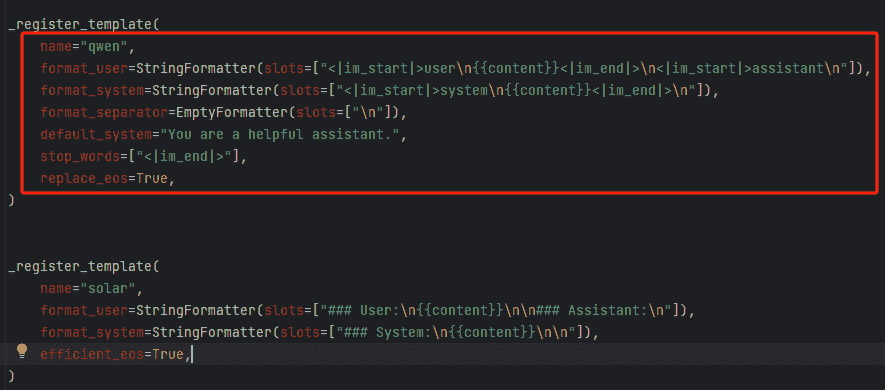 _register_template(
    name="qwen",
    format_user=StringFormatter(slots=["<|im_start|>user\n{{content}}<|im_end|>\n<|im_start|>assistant\n"]),
    format_system=StringFormatter(slots=["<|im_start|>system\n{{content}}<|im_end|>\n"]),
    format_separator=EmptyFormatter(slots=["\n"]),
    default_system="You are a helpful assistant.",
    stop_words=["<|im_end|>"],
    replace_eos=True,
)
_register_template(
    name="solar",
    format_user=StringFormatter(slots=["### User:\n{{content}}\n\n### Assistant:\n"]),
    format_system=StringFormatter(slots=["### System:\n{{content}}\n\n"]),
    efficient_eos=True,
)